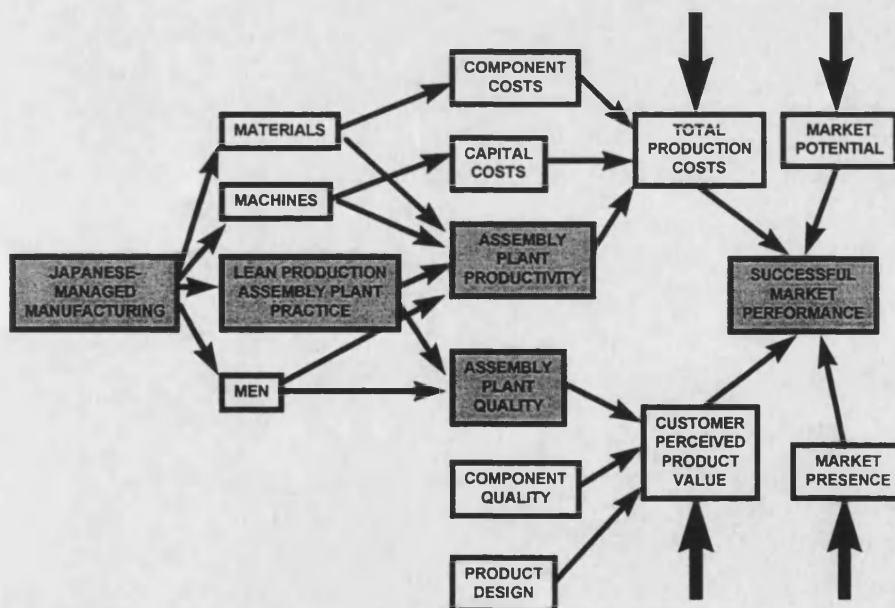 COMPONENT
COSTS
MATERIALS
TOTAL
PRODUCTION
COSTS
MARKET
POTENTIAL
CAPITAL
COSTS
MACHINES
ASSEMBLY
PLANT
PRODUCTIVITY
JAPANESE-
MANAGED
MANUFACTURING
LEAN PRODUCTION
ASSEMBLY PLANT
PRACTICE
SUCCESSFUL
MARKET
PERFORMANCE
MEN
ASSEMBLY
PLANT
QUALITY
CUSTOMER
PERCEIVED
PRODUCT
VALUE
MARKET
PRESENCE
COMPONENT
QUALITY
PRODUCT
DESIGN